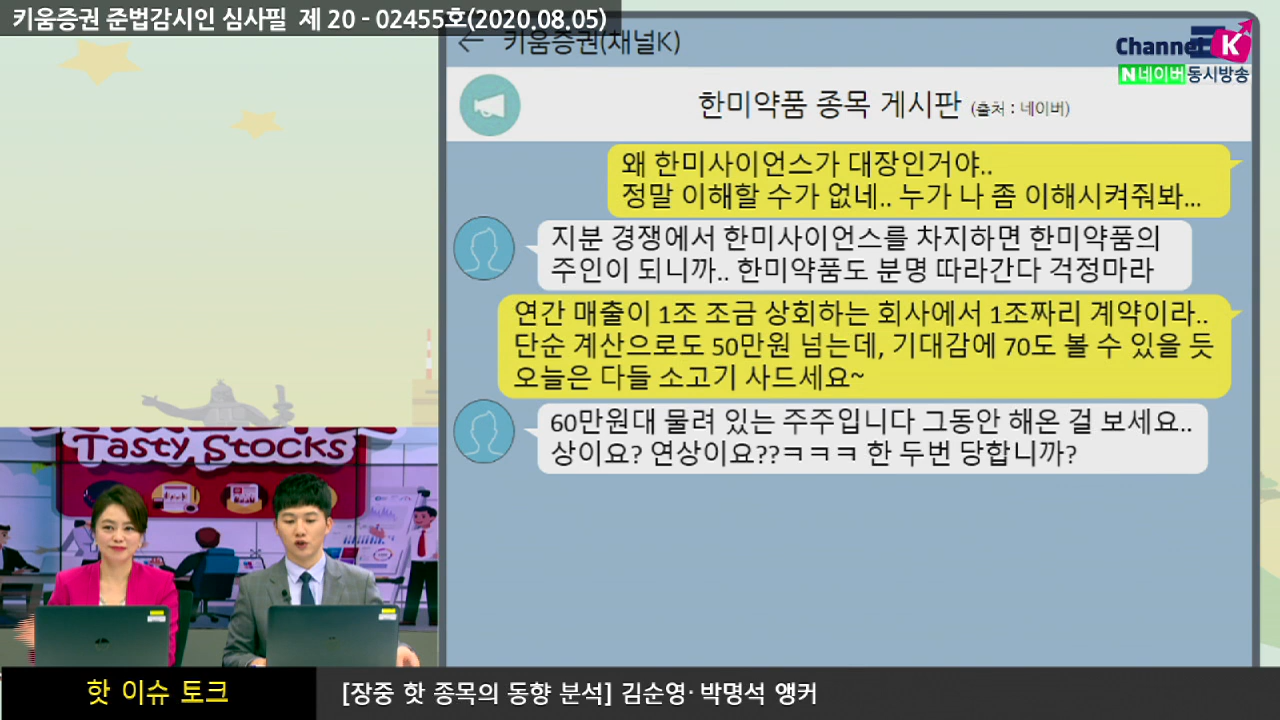 키움증권 준법감시인 심사필 제 20 - 02455호(2020.08.05)
← 키움증권(채널K)
Channel K
N네이버 동시방송
한미약품 종목 게시판 (출처 : 네이버)
왜 한미사이언스가 대장인거야..
정말 이해할 수가 없네.. 누가 나 좀 이해시켜줘봐...
지분 경쟁에서 한미사이언스를 차지하면 한미약품의
주인이 되니까.. 한미약품도 분명 따라간다 걱정마라
연간 매출이 1조 조금 상회하는 회사에서 1조짜리 계약이라..
단순 계산으로도 50만원 넘는데, 기대감에 70도 볼 수 있을 듯
오늘은 다들 소고기 사드세요~
60만원대 물려 있는 주주입니다 그동안 해온 걸 보세요..
상이요? 연상이요??ㅋㅋㅋ 한 두번 당합니까?
Tasty Stocks
핫 이슈 토크
[장중 핫 종목의 동향 분석] 김순영·박명석 앵커